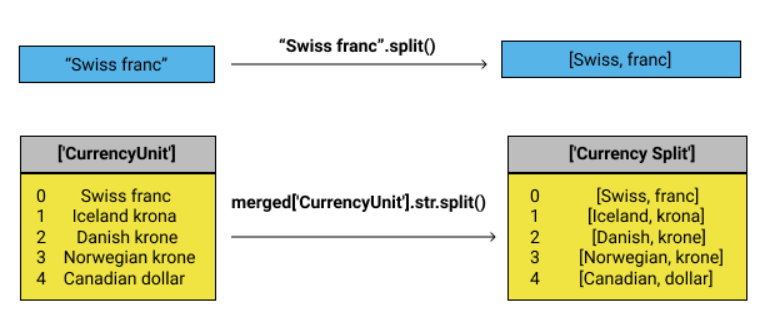 “Swiss franc”.split()
“Swiss franc”
[Swiss, franc]
['CurrencyUnit']
0 Swiss franc
1 Iceland krona
2 Danish krone
3 Norwegian krone
4 Canadian dollar
merged['CurrencyUnit'].str.split()
['Currency Split']
0 [Swiss, franc]
1 [Iceland, krona]
2 [Danish, krone]
3 [Norwegian, krone]
4 [Canadian, dollar]